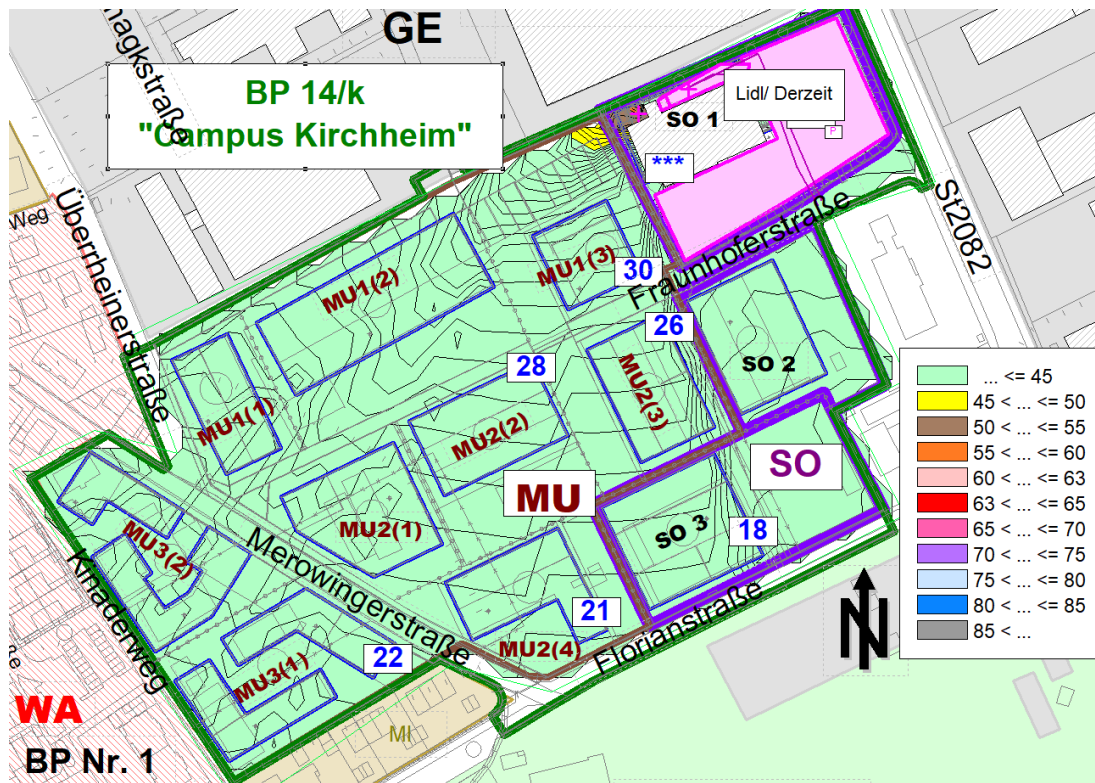 GE
nagkstraße
BP 14/k
"Campus Kirchheim"
Lidl/ Derzeit
SO 1
P
***
Weg
Überrheinerstraße
St2082
Fraunhoferstraße
MU1(3)
MU1(2)
30
26
28
SO 2
MU2(3)
MU1(1)
MU2(2)
SO
MU
MU2(1)
SO 3
18
MU3(2)
Merowingerstraße
Kinaderweg
21
Florianstraße
MU2(4)
22
MU3(1)
WA
MI
BP Nr. 1
N
... <= 45
45 < ... <= 50
50 < ... <= 55
55 < ... <= 60
60 < ... <= 63
63 < ... <= 65
65 < ... <= 70
70 < ... <= 75
75 < ... <= 80
80 < ... <= 85
85 < ...